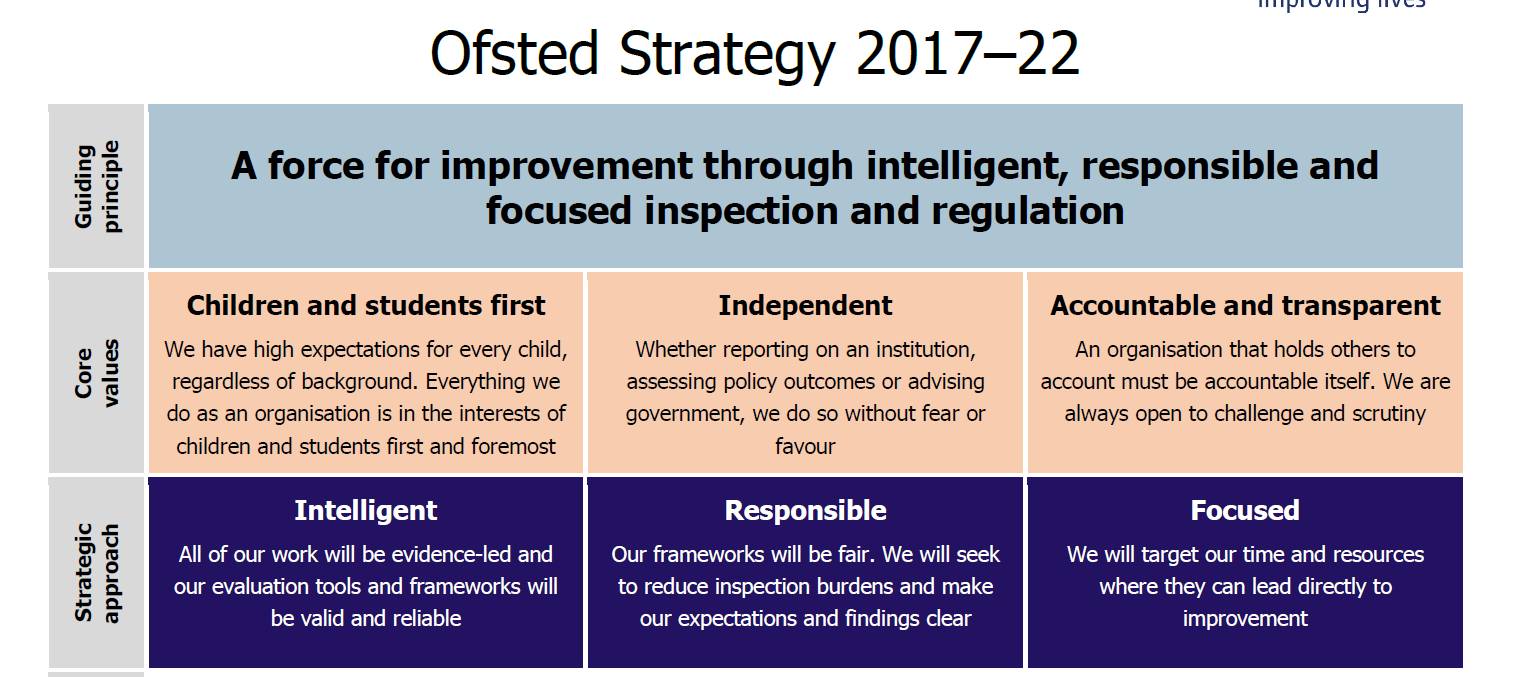 improving lives
Ofsted Strategy 2017–22
Guiding
principle
A force for improvement through intelligent, responsible and
focused inspection and regulation
Core
values
Children and students first
We have high expectations for every child,
regardless of background. Everything we
do as an organisation is in the interests of
children and students first and foremost
Independent
Whether reporting on an institution,
assessing policy outcomes or advising
government, we do so without fear or
favour
Accountable and transparent
An organisation that holds others to
account must be accountable itself. We are
always open to challenge and scrutiny
Strategic
approach
Intelligent
All of our work will be evidence-led and
our evaluation tools and frameworks will
be valid and reliable
Responsible
Our frameworks will be fair. We will seek
to reduce inspection burdens and make
our expectations and findings clear
Focused
We will target our time and resources
where they can lead directly to
improvement